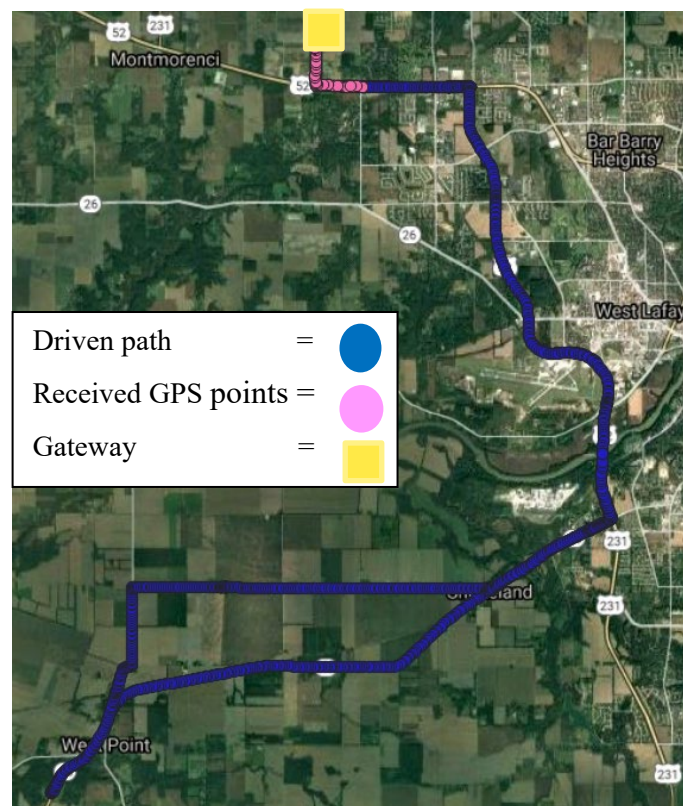 231
52
Montmorenci
52
Bar Barry
Heights
26
26
West Lafay
Driven path =
Received GPS points =
Gateway =
231
231
West Point
231